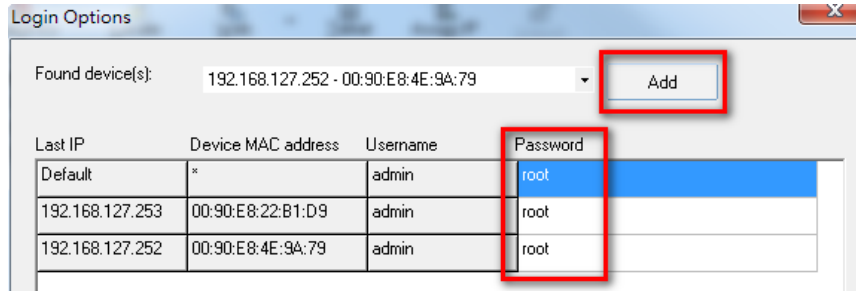 Login Options
Found device(s):
192.168.127.252 - 00:90:E8:4E:9A:79
Add
Last IP Device MAC address Username Password
Default * admin root
192.168.127.253 00:90:E8:22:B1:D9 admin root
192.168.127.252 00:90:E8:4E:9A:79 admin root